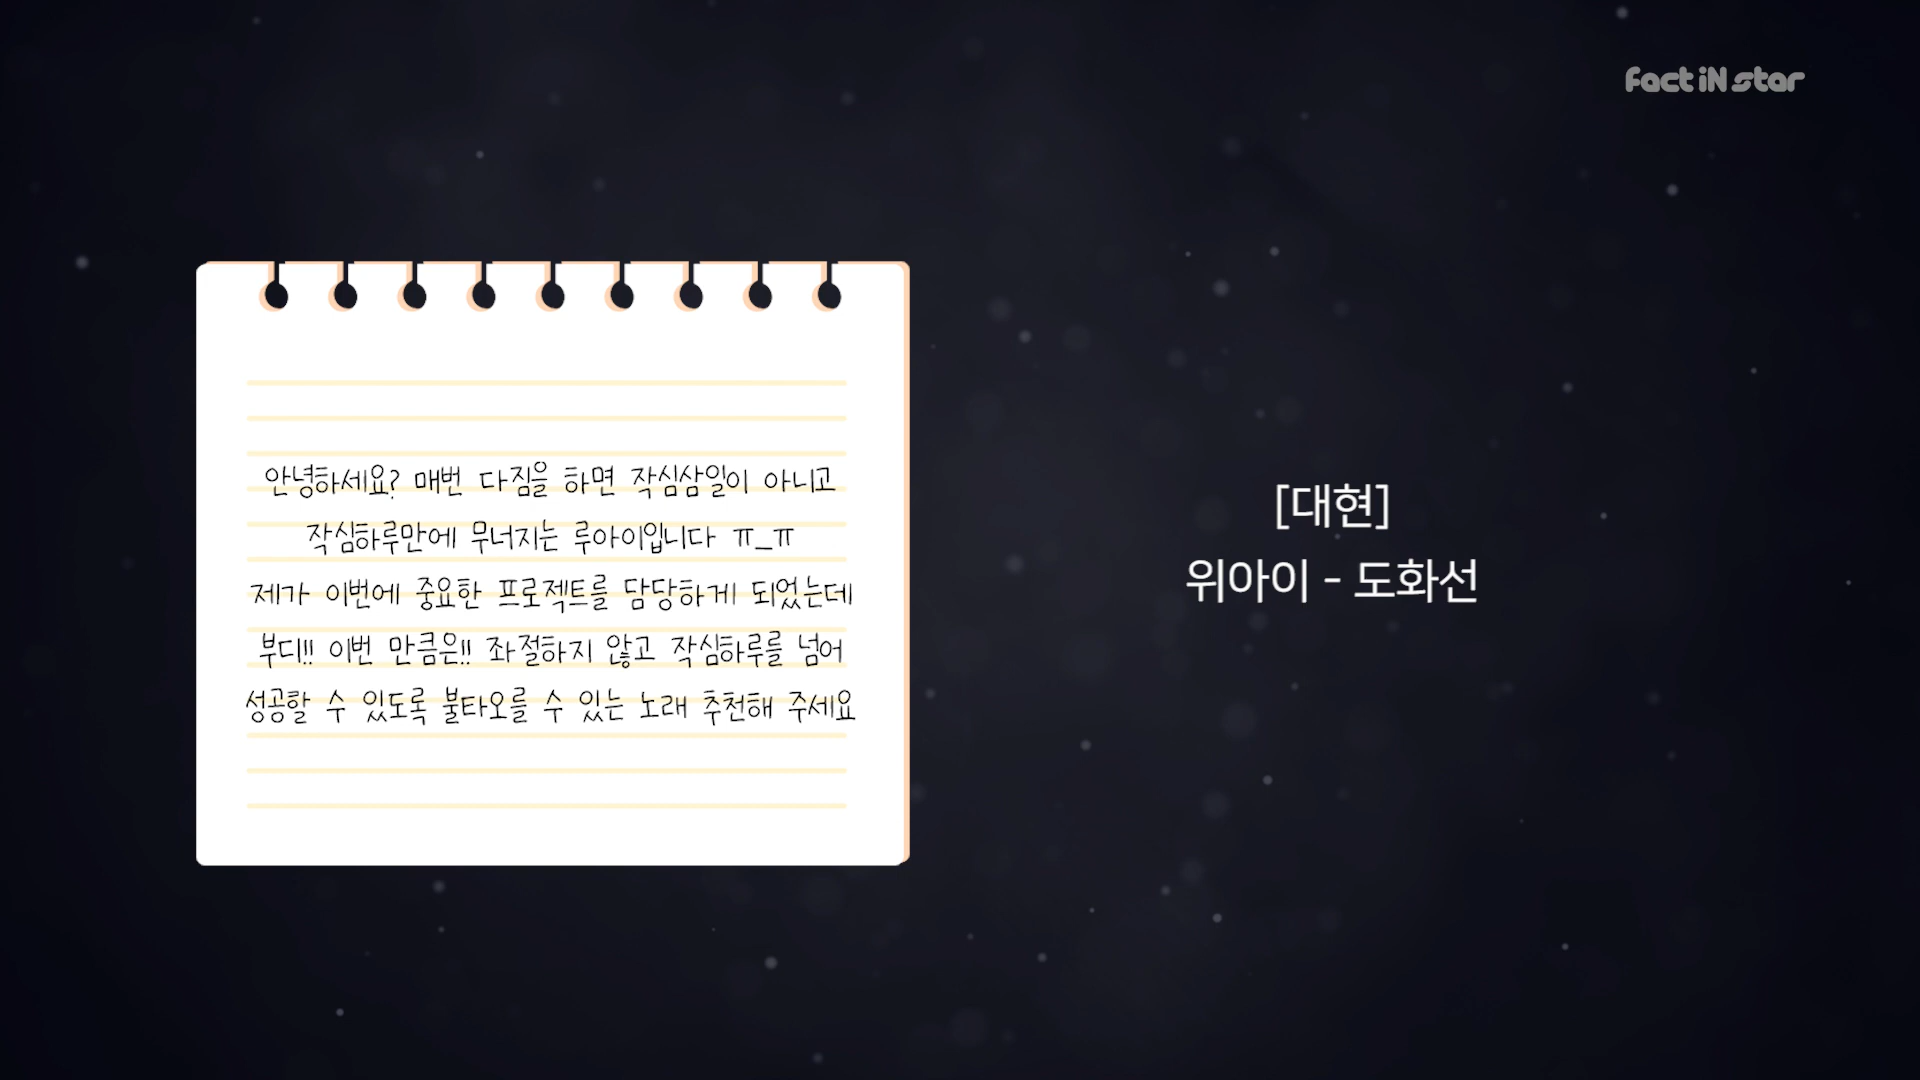 fact iN star
안녕하세요? 매번 다짐을 하면 작심삼일이 아니고
작심하루만에 무너지는 루아이입니다 ㅠ_ㅠ
제가 이번에 중요한 프로젝트를 담당하게 되었는데
부디!! 이번 만큼은!! 좌절하지 않고 작심하루를 넘어
성공할 수 있도록 불타오를 수 있는 노래 추천해 주세요
[대현]
위아이 - 도화선